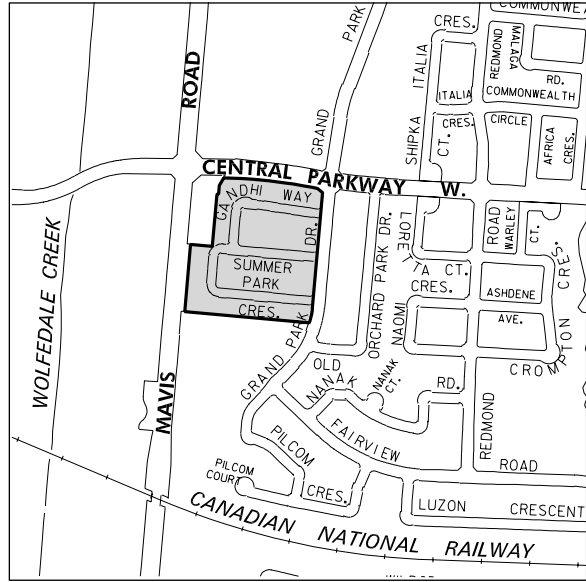 COMMONWEA
CRES.
PARK
ROAD
ITALIA
REDMOND
MALAGA
RD.
ITALIA
COMMONWEALTH
GRAND
SHIPKA
CRES.
CT.
CIRCLE
AFRICA
CRES.
CENTRAL PARKWAY W.
GANDHI WAY
DR.
SUMMER
PARK
CRES.
WOLFEDALE CREEK
ORCHARD PARK DR.
LORETTA CT.
ROAD
WARLEY
CT.
CRES.
NAOMI
ASHDENE
AVE.
CROMPTON CRES.
GRAND PARK
OLD
NANAK
NANAK
CT.
RD.
MAVIS
FAIRVIEW
REDMOND
ROAD
PILCOM
PILCOM
COURT
CRES.
LUZON CRESCENT
CANADIAN NATIONAL RAILWAY